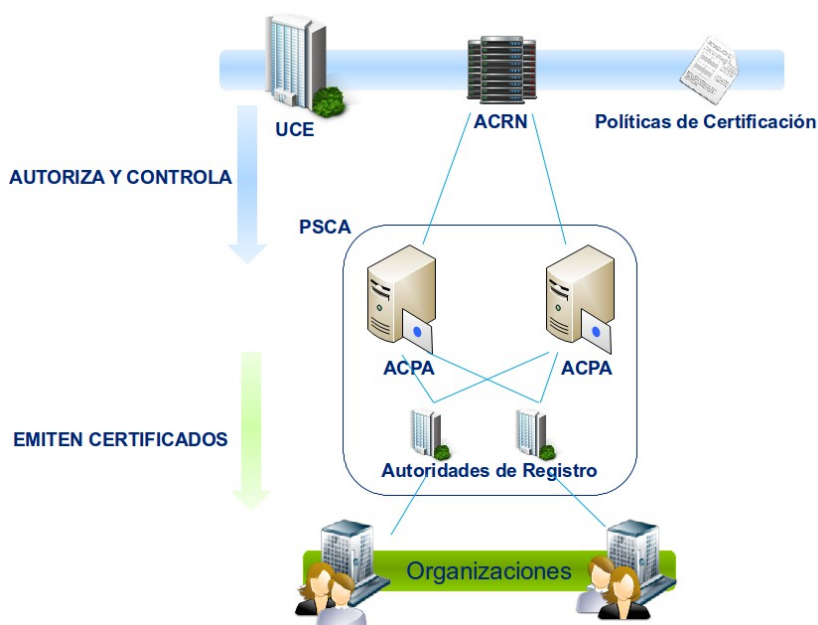 UCE
ACRN
Políticas de Certificación
AUTORIZA Y CONTROLA
PSCA
ACPA
ACPA
EMITEN CERTIFICADOS
Autoridades de Registro
Organizaciones